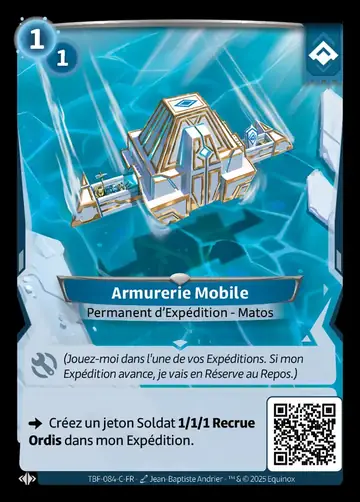 1
1
Armurerie Mobile
Permanent d'Expédition - Matos
(Jouez-moi dans l'une de vos Expéditions. Si mon
Expédition avance, je vais en Réserve au Repos.)
Créez un jeton Soldat 1/1/1 Recrue
Ordis dans mon Expédition.
TBF-084-C-FR - Jean-Baptiste Andrier - ™ & © 2025 Equinox